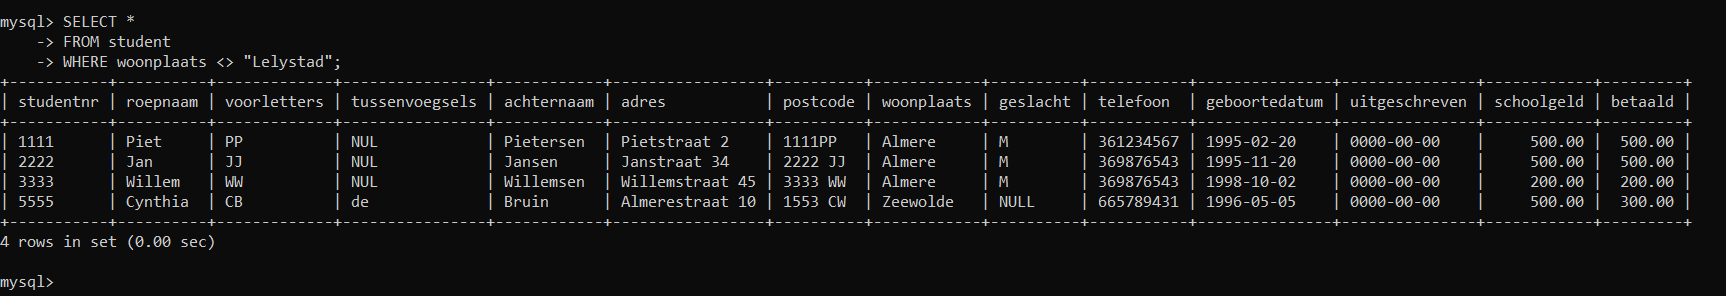 mysql> SELECT *
    -> FROM student
    -> WHERE woonplaats <> "Lelystad";
+-----------+----------+-------------+---------------+------------+-----------------+----------+------------+----------+-----------+---------------+---------------+------------+---------+
| studentnr | roepnaam | voorletters | tussenvoegsels | achternaam | adres           | postcode | woonplaats | geslacht | telefoon  | geboortedatum | uitgeschreven | schoolgeld | betaald |
+-----------+----------+-------------+---------------+------------+-----------------+----------+------------+----------+-----------+---------------+---------------+------------+---------+
| 1111      | Piet     | PP          | NUL            | Pietersen  | Pietstraat 2    | 1111PP   | Almere     | M        | 361234567 | 1995-02-20    | 0000-00-00    |     500.00 |  500.00 |
| 2222      | Jan      | JJ          | NUL            | Jansen     | Janstraat 34    | 2222 JJ  | Almere     | M        | 369876543 | 1995-11-20    | 0000-00-00    |     500.00 |  500.00 |
| 3333      | Willem   | WW          | NUL            | Willemsen  | Willemstraat 45 | 3333 WW  | Almere     | M        | 369876543 | 1998-10-02    | 0000-00-00    |     200.00 |  200.00 |
| 5555      | Cynthia  | CB          | de             | Bruin      | Almerestraat 10 | 1553 CW  | Zeewolde   | NULL     | 665789431 | 1996-05-05    | 0000-00-00    |     500.00 |  300.00 |
+-----------+----------+-------------+---------------+------------+-----------------+----------+------------+----------+-----------+---------------+---------------+------------+---------+
4 rows in set (0.00 sec)
mysql>